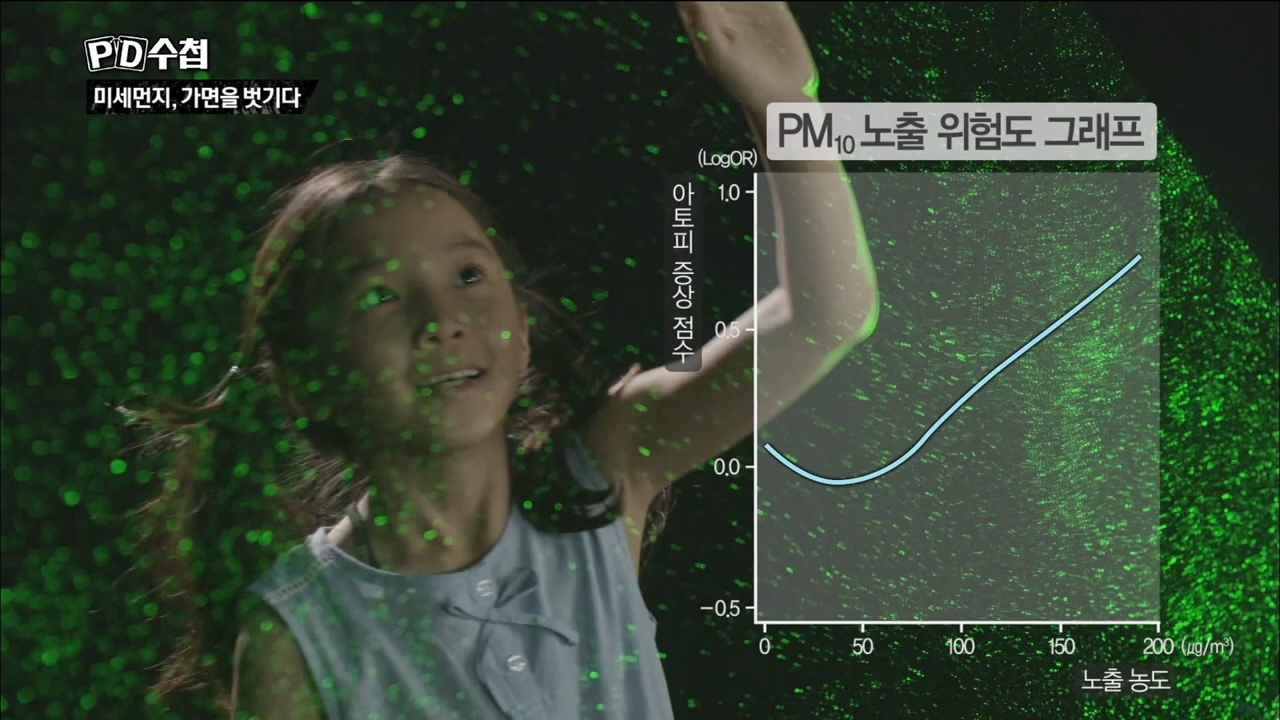 PD수첩
미세먼지, 가면을 벗기다
PM10 노출 위험도 그래프
(LogOR)
아토피 증상 점수
1.0
0.5
0.0
-0.5
0 50 100 150 200 (㎍/m³)
노출 농도